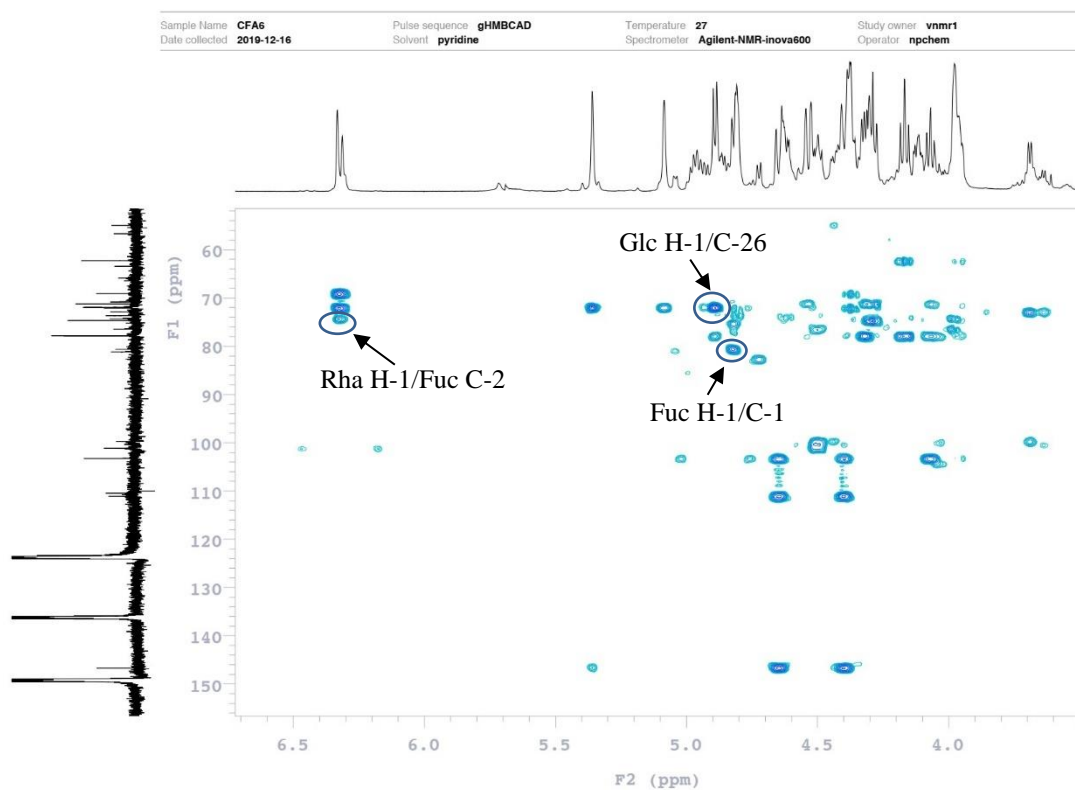 Sample Name CFA6 Pulse sequence gHMBCAD Temperature 27 Study owner vnmr1
Date collected 2019-12-16 Solvent pyridine Spectrometer Agilent-NMR-inova600 Operator npchem
Glc H-1/C-26
Rha H-1/Fuc C-2
Fuc H-1/C-1
F1 (ppm)
60
70
80
90
100
110
120
130
140
150
6.5 6.0 5.5 5.0 4.5 4.0
F2 (ppm)